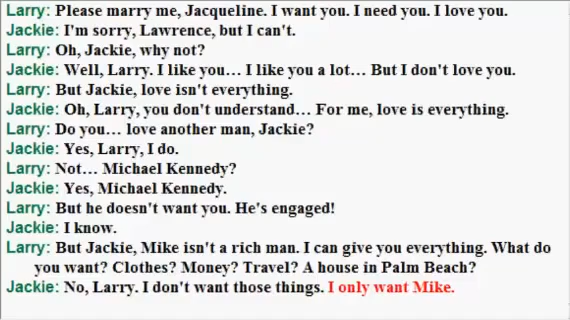 Larry: Please marry me, Jacqueline. I want you. I need you. I love you.
Jackie: I'm sorry, Lawrence, but I can't.
Larry: Oh, Jackie, why not?
Jackie: Well, Larry. I like you… I like you a lot… But I don't love you.
Larry: But Jackie, love isn't everything.
Jackie: Oh, Larry, you don't understand… For me, love is everything.
Larry: Do you… love another man, Jackie?
Jackie: Yes, Larry, I do.
Larry: Not… Michael Kennedy?
Jackie: Yes, Michael Kennedy.
Larry: But he doesn't want you. He's engaged!
Jackie: I know.
Larry: But Jackie, Mike isn't a rich man. I can give you everything. What do
you want? Clothes? Money? Travel? A house in Palm Beach?
Jackie: No, Larry. I don't want those things. I only want Mike.